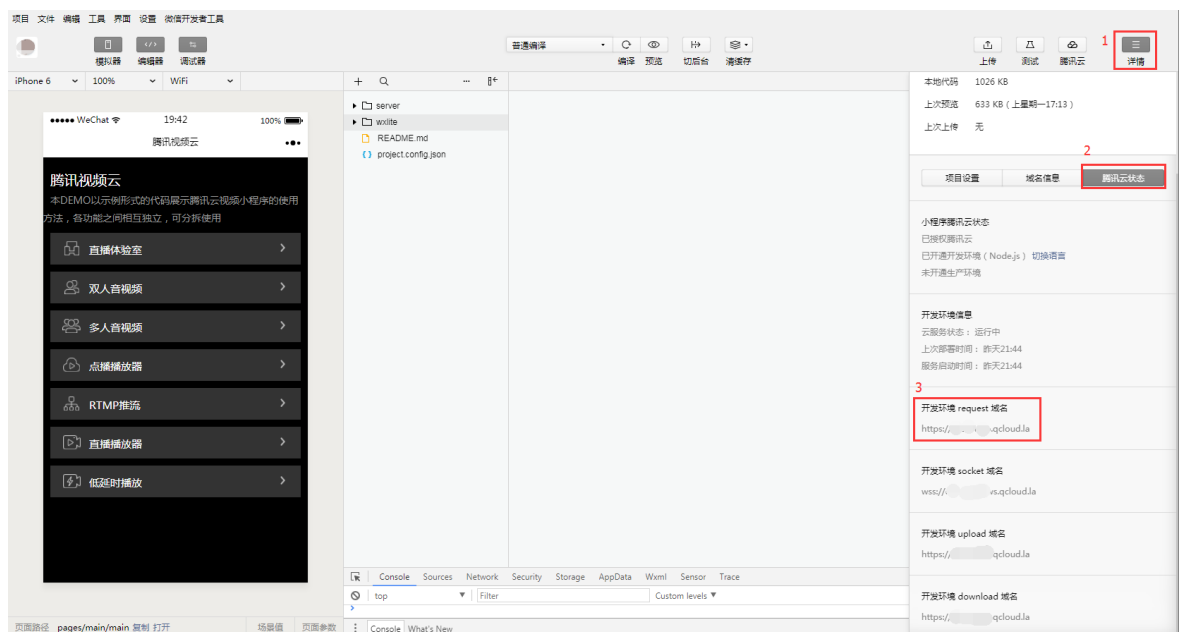 项目 文件 编辑 工具 界面 设置 微信开发者工具
模拟器 编辑器 调试器
普通编译
编译 预览 切后台 清缓存
上传 测试 腾讯云 1 详情
iPhone 6 100% WiFi
WeChat 19:42 100%
腾讯视频云
腾讯视频云
本DEMO以示例形式的代码展示腾讯云视频小程序的使用
方法，各功能之间相互独立，可分拆使用
直播体验室
双人音视频
多人音视频
点播播放器
RTMP推流
直播播放器
低延时播放
页面路径 pages/main/main 复制 打开 场景值 页面参数
server
wxlite
README.md
project.config.json
Console Sources Network Security Storage AppData Wxml Sensor Trace
top Filter Custom levels
Console What's New
本地代码 1026 KB
上次预览 633 KB ( 上星期一17:13 )
上次上传 无
2
项目设置 域名信息 腾讯云状态
小程序腾讯云状态
已授权腾讯云
已开通开发环境 ( Node.js ) 切换语言
未开通生产环境
开发环境信息
云服务状态： 运行中
上次部署时间： 昨天21:44
服务启动时间： 昨天21:44
3
开发环境 request 域名
https:/ .qcloud.la
开发环境 socket 域名
wss:// vs.qcloud.la
开发环境 upload 域名
https:/ qcloud.la
开发环境 download 域名
https:/ qcloud.la